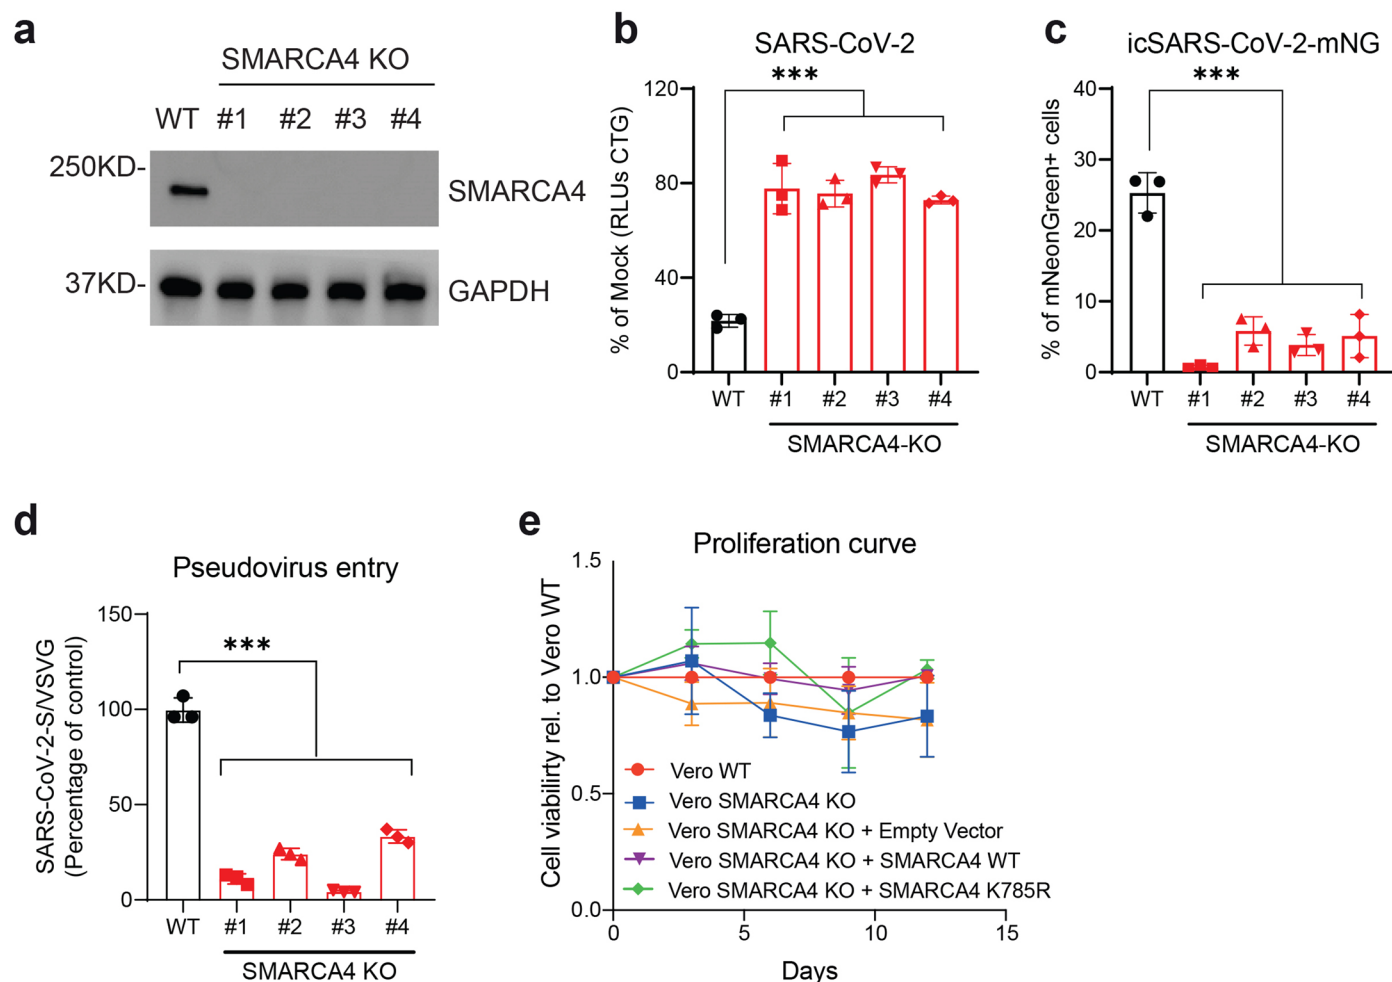 a
SMARCA4 KO
WT #1 #2 #3 #4
250KD-
SMARCA4
37KD-
GAPDH
b
SARS-CoV-2
***
% of Mock (RLUs CTG)
120
80
40
0
WT #1 #2 #3 #4
SMARCA4-KO
c
icSARS-CoV-2-mNG
***
% of mNeonGreen+ cells
40
30
20
10
0
WT #1 #2 #3 #4
SMARCA4-KO
d
Pseudovirus entry
***
SARS-CoV-2-S/VSVG
(Percentage of control)
150
100
50
0
WT #1 #2 #3 #4
SMARCA4 KO
e
Proliferation curve
Cell viabilirty rel. to Vero WT
1.5
1.0
0.5
0.0
Vero WT
Vero SMARCA4 KO
Vero SMARCA4 KO + Empty Vector
Vero SMARCA4 KO + SMARCA4 WT
Vero SMARCA4 KO + SMARCA4 K785R
0 5 10 15
Days